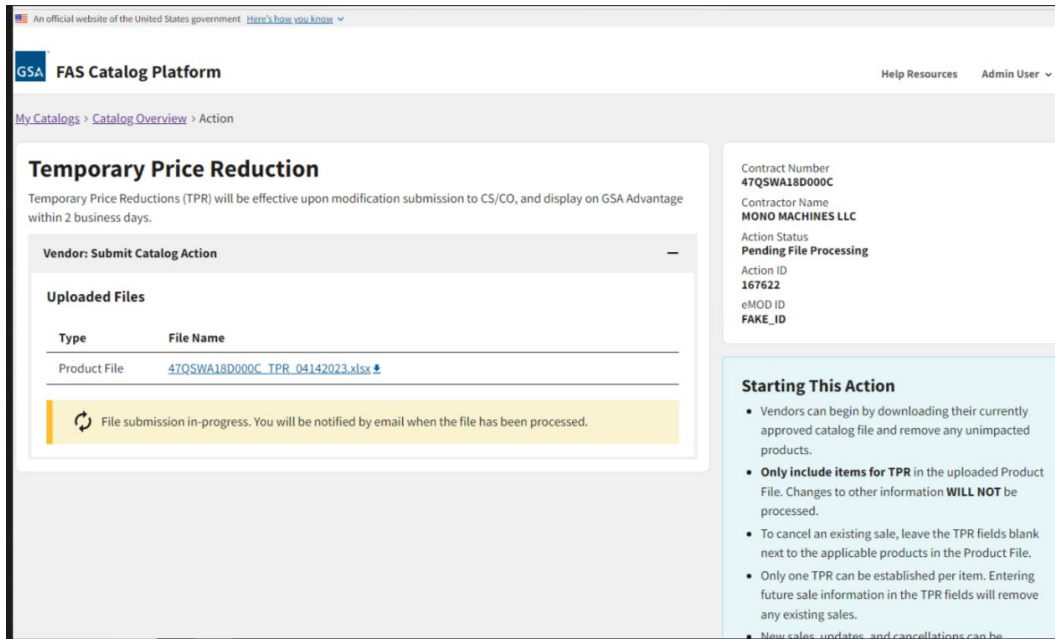 An official website of the United States government Here's how you know
GSA FAS Catalog Platform
Help Resources Admin User
My Catalogs > Catalog Overview > Action
Temporary Price Reduction
Temporary Price Reductions (TPR) will be effective upon modification submission to CS/CO, and display on GSA Advantage
within 2 business days.
Vendor: Submit Catalog Action
Uploaded Files
Type File Name
Product File 47QSWA18D000C_TPR_04142023.xlsx
File submission in-progress. You will be notified by email when the file has been processed.
Contract Number
47QSWA18D000C
Contractor Name
MONO MACHINES LLC
Action Status
Pending File Processing
Action ID
167622
eMOD ID
FAKE_ID
Starting This Action
• Vendors can begin by downloading their currently
approved catalog file and remove any unimpacted
products.
• Only include items for TPR in the uploaded Product
File. Changes to other information WILL NOT be
processed.
• To cancel an existing sale, leave the TPR fields blank
next to the applicable products in the Product File.
• Only one TPR can be established per item. Entering
future sale information in the TPR fields will remove
any existing sales.
• New sales, updates, and cancellations can be